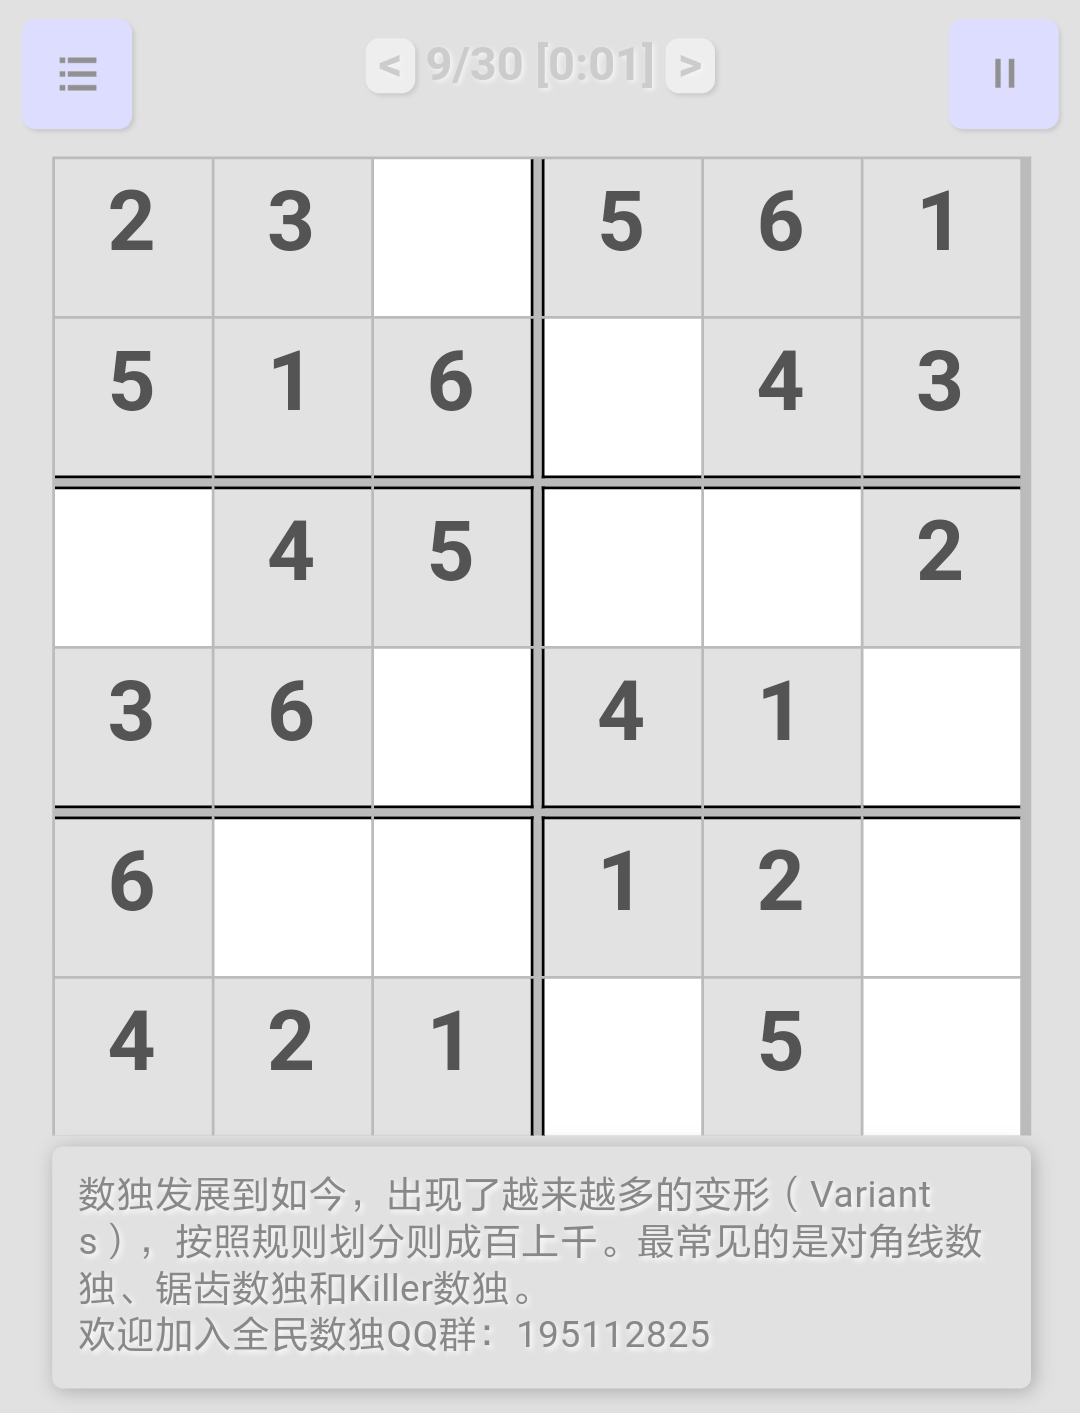 < 9/30 [0:01] >
2 3 5 6 1
5 1 6 4 3
4 5 2
3 6 4 1
6 1 2
4 2 1 5
数独发展到如今，出现了越来越多的变形（Variant
s），按照规则划分则成百上千。最常见的是对角线数
独、锯齿数独和Killer数独。
欢迎加入全民数独QQ群：195112825